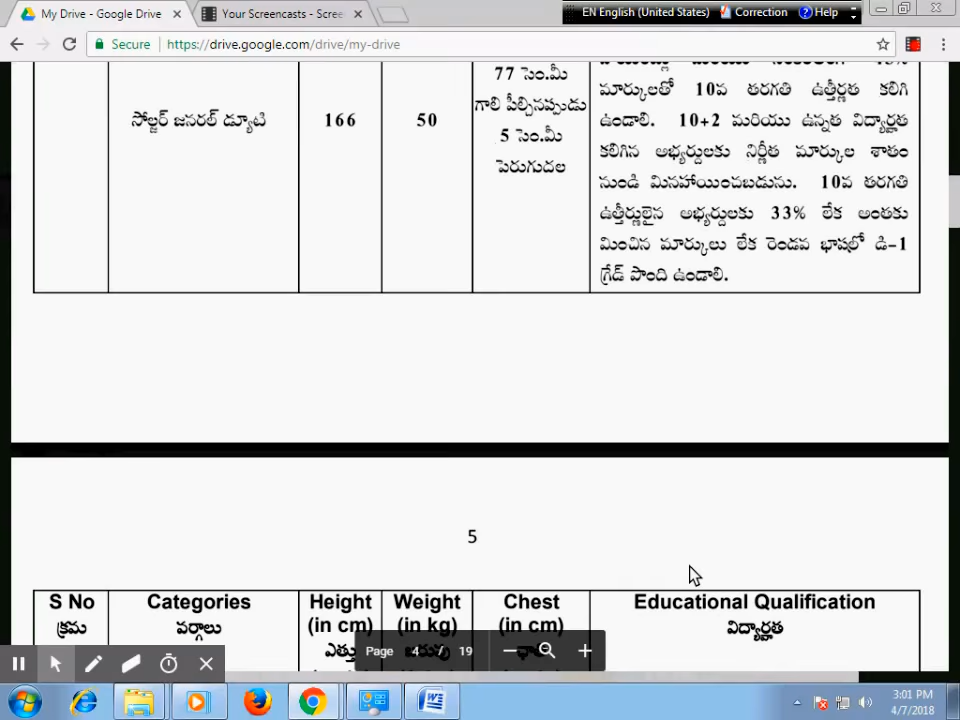 My Drive - Google Drive
Your Screencasts - Scree
EN English (United States) Correction Help
Secure https://drive.google.com/drive/my-drive
77 సెం.మీ
మార్కులతో 10వ తరగతి ఉత్తీర్ణత కలిగి
గాలి పీల్చినప్పుడు
సోల్జర్ జనరల్ డ్యూటి 166 50
ఉండాలి. 10+2 మరియు ఉన్నత విద్యార్హత
5 సెం.మీ
కలిగిన అభ్యర్దులకు నిర్ణీత మార్కుల శాతం
పెరుగుదల
నుండి మినహాయించబడును. 10వ తరగతి
ఉత్తీర్ణులైన అభ్యర్దులకు 33% లేక అంతకు
మించిన మార్కులు లేక రెండవ భాషలో డి-1
గ్రేడ్ పొంది ఉండాలి.
5
S No Categories Height Weight Chest Educational Qualification
క్రమ వర్గాలు (in cm) (in kg) (in cm) విద్యార్హత
ఎత్తు
Page 4 / 19
3:01 PM
4/7/2018